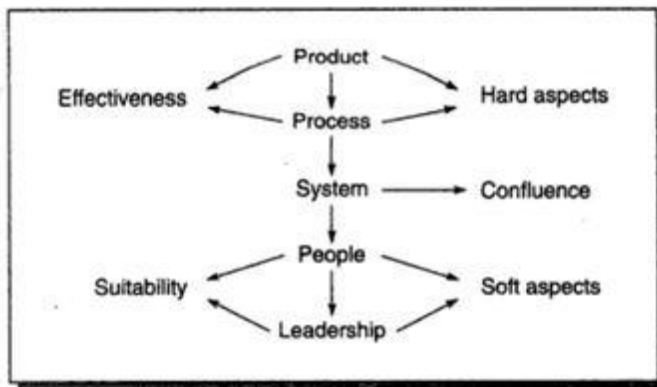 Product
Effectiveness
Hard aspects
Process
System
Confluence
People
Suitability
Soft aspects
Leadership